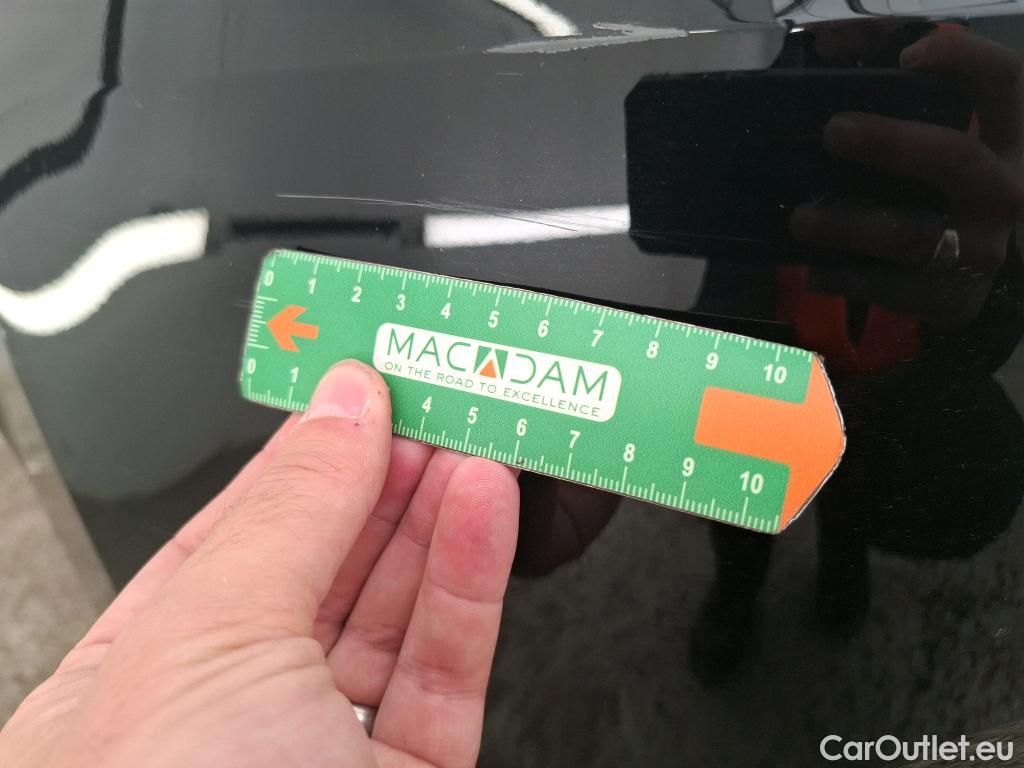 0 1 2 3 4 5 6 7 8 9 10
MACADAM
ON THE ROAD TO EXCELLENCE
0 1 4 5 6 7 8 9 10
CarOutlet.eu